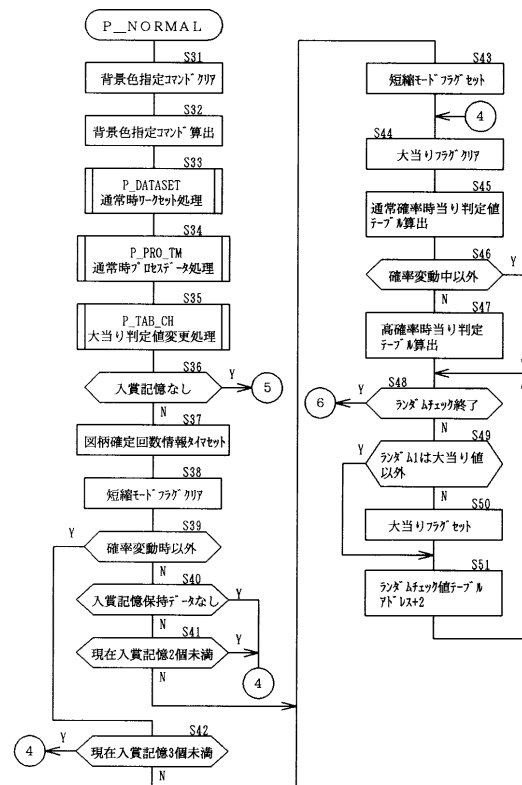 P_NORMAL
S31
背景色指定ｺﾏﾝﾄﾞｸﾘｱ
S32
背景色指定ｺﾏﾝﾄﾞ算出
S33
P_DATASET
通常時ﾜｰｸｾｯﾄ処理
S34
P_PRO_TM
通常時ﾌﾟﾛｾｽﾃﾞｰﾀ処理
S35
P_TAB_CH
大当り判定値変更処理
S36
入賞記憶なし
Y
5
N
S37
図柄確定回数情報ﾀｲﾏｾｯﾄ
S38
短縮ﾓｰﾄﾞﾌﾗｸﾞｸﾘｱ
S39
Y
確率変動時以外
N
S40
入賞記憶保持ﾃﾞｰﾀなし
Y
N
S41
現在入賞記憶2個未満
Y
N
4
S42
4
Y
現在入賞記憶3個未満
N
S43
短縮ﾓｰﾄﾞﾌﾗｸﾞｾｯﾄ
4
S44
大当りﾌﾗｸﾞｸﾘｱ
S45
通常確率時当り判定値
ﾃｰﾌﾞﾙ算出
S46
確率変動中以外
Y
N
S47
高確率時当り判定
ﾃｰﾌﾞﾙ算出
S48
6
Y
ﾗﾝﾀﾞﾑﾁｪｯｸ終了
N
S49
Y
ﾗﾝﾀﾞﾑ1は大当り値
以外
N
S50
大当りﾌﾗｸﾞｾｯﾄ
S51
ﾗﾝﾀﾞﾑﾁｪｯｸ値ﾃｰﾌﾞﾙ
ｱﾄﾞﾚｽ+2